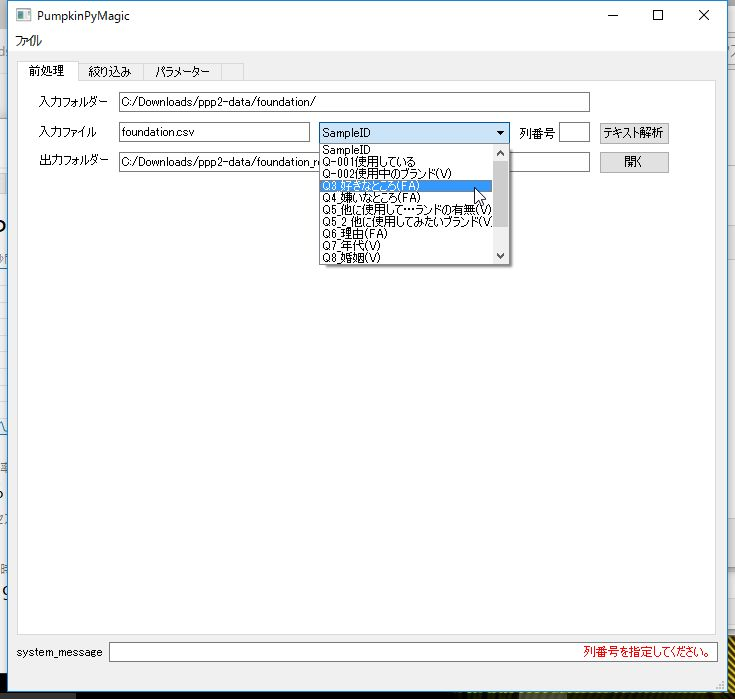 PumpkinPyMagic
ファイル
前処理 絞り込み パラメーター
入力フォルダー C:/Downloads/ppp2-data/foundation/
入力ファイル foundation.csv SampleID 列番号 テキスト解析
出力フォルダー C:/Downloads/ppp2-data/foundation_r 開く
SampleID
Q-001使用している
Q-002使用中のブランド(V)
Q3_好きなところ(FA)
Q4_嫌いなところ(FA)
Q5_他に使用して…ランドの有無(V)
Q5_2_他に使用してみたいブランド(V)
Q6_理由(FA)
Q7_年代(V)
Q8_婚姻(V)
system_message 列番号を指定してください。